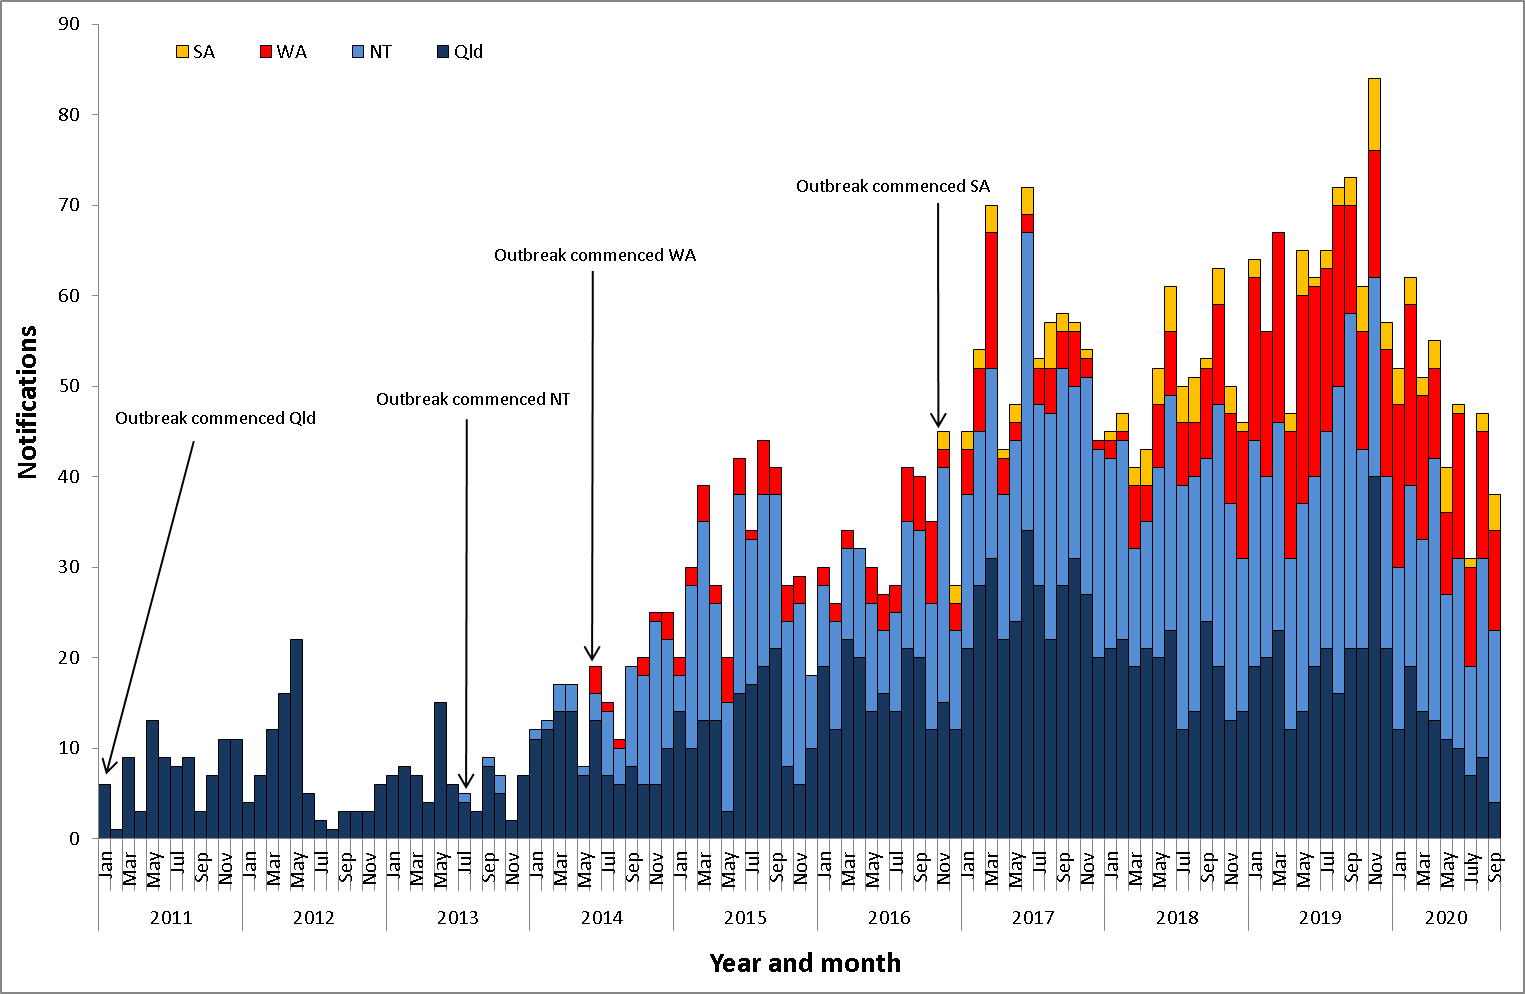 90
SA WA NT Qld
80
70
Outbreak commenced SA
60
Outbreak commenced WA
50
Outbreak commenced NT
Outbreak commenced Qld
40
30
20
10
0
Notifications
Jan Mar May Jul Sep Nov Jan Mar May Jul Sep Nov Jan Mar May Jul Sep Nov Jan Mar May Jul Sep Nov Jan Mar May Jul Sep Nov Jan Mar May Jul Sep Nov Jan Mar May Jul Sep Nov Jan Mar May Jul Sep Nov Jan Mar May Jul Sep Nov Jan Mar May July Sep
2011 2012 2013 2014 2015 2016 2017 2018 2019 2020
Year and month